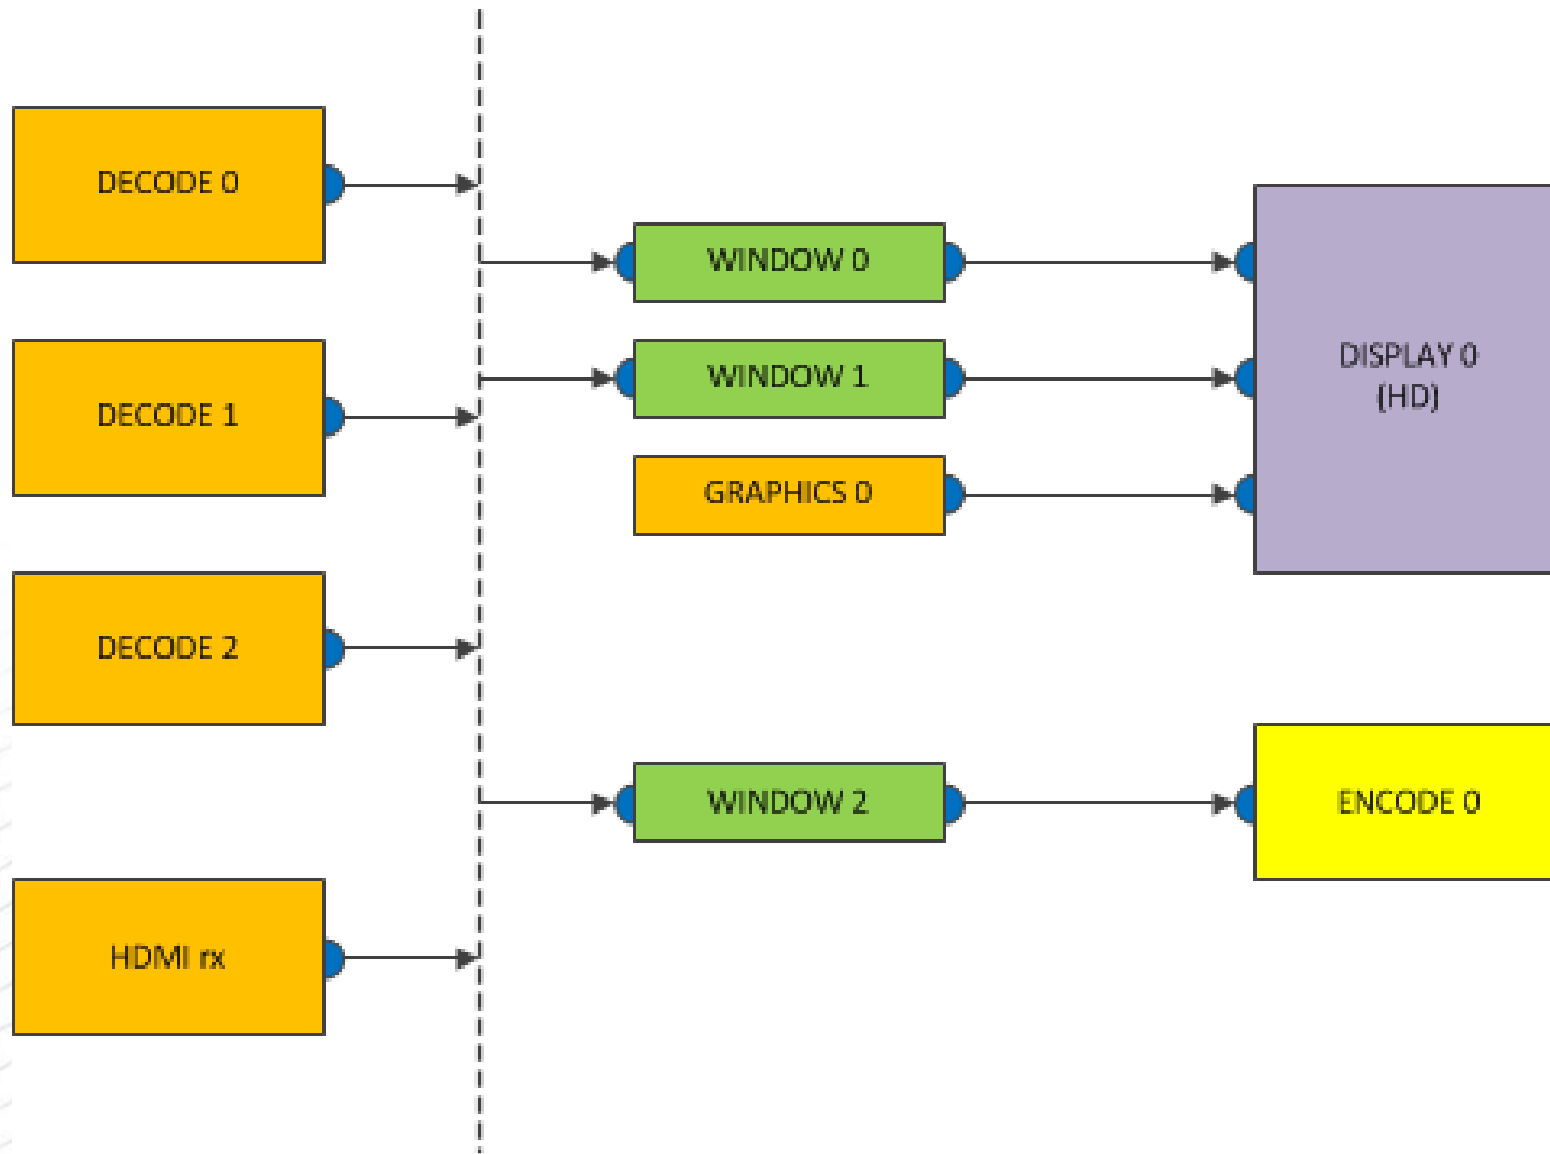 DECODE 0
DECODE 1
DECODE 2
HDMI rx
WINDOW 0
WINDOW 1
GRAPHICS 0
WINDOW 2
DISPLAY 0
(HD)
ENCODE 0